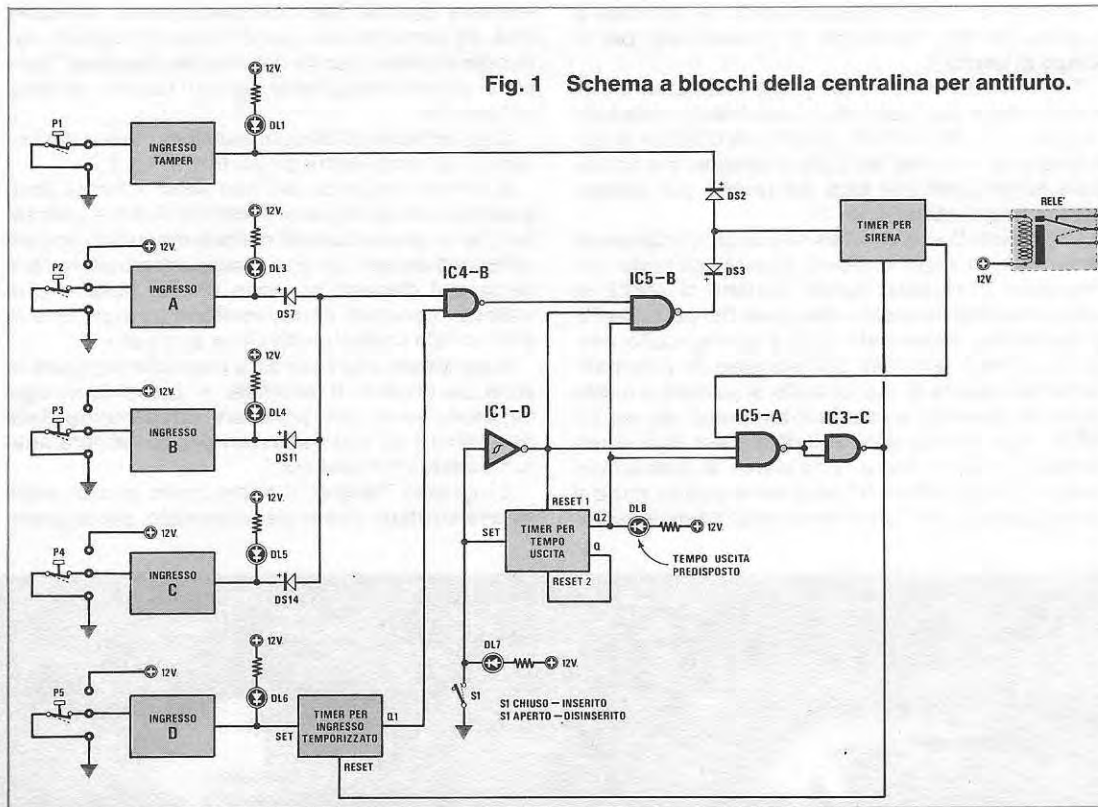 Fig. 1 Schema a blocchi della centralina per antifurto.
12V.
P1
INGRESSO
TAMPER
DL1
DS2
DS3
TIMER PER
SIRENA
RELE'
12V.
12V.
P2
12V.
INGRESSO
A
DL3
DS7
IC4-B
IC5-B
12V.
P3
12V.
INGRESSO
B
DL4
DS11
IC1-D
IC5-A
IC3-C
12V.
P4
12V.
INGRESSO
C
DL5
DS14
RESET 1
SET
TIMER PER
TEMPO
USCITA
Q2
Q
RESET 2
DL8
12V.
TEMPO USCITA
PREDISPOSTO
12V.
P5
12V.
INGRESSO
D
DL6
SET
TIMER PER
INGRESSO
TEMPORIZZATO
Q1
RESET
DL7
12V.
S1
S1 CHIUSO — INSERITO
S1 APERTO — DISINSERITO